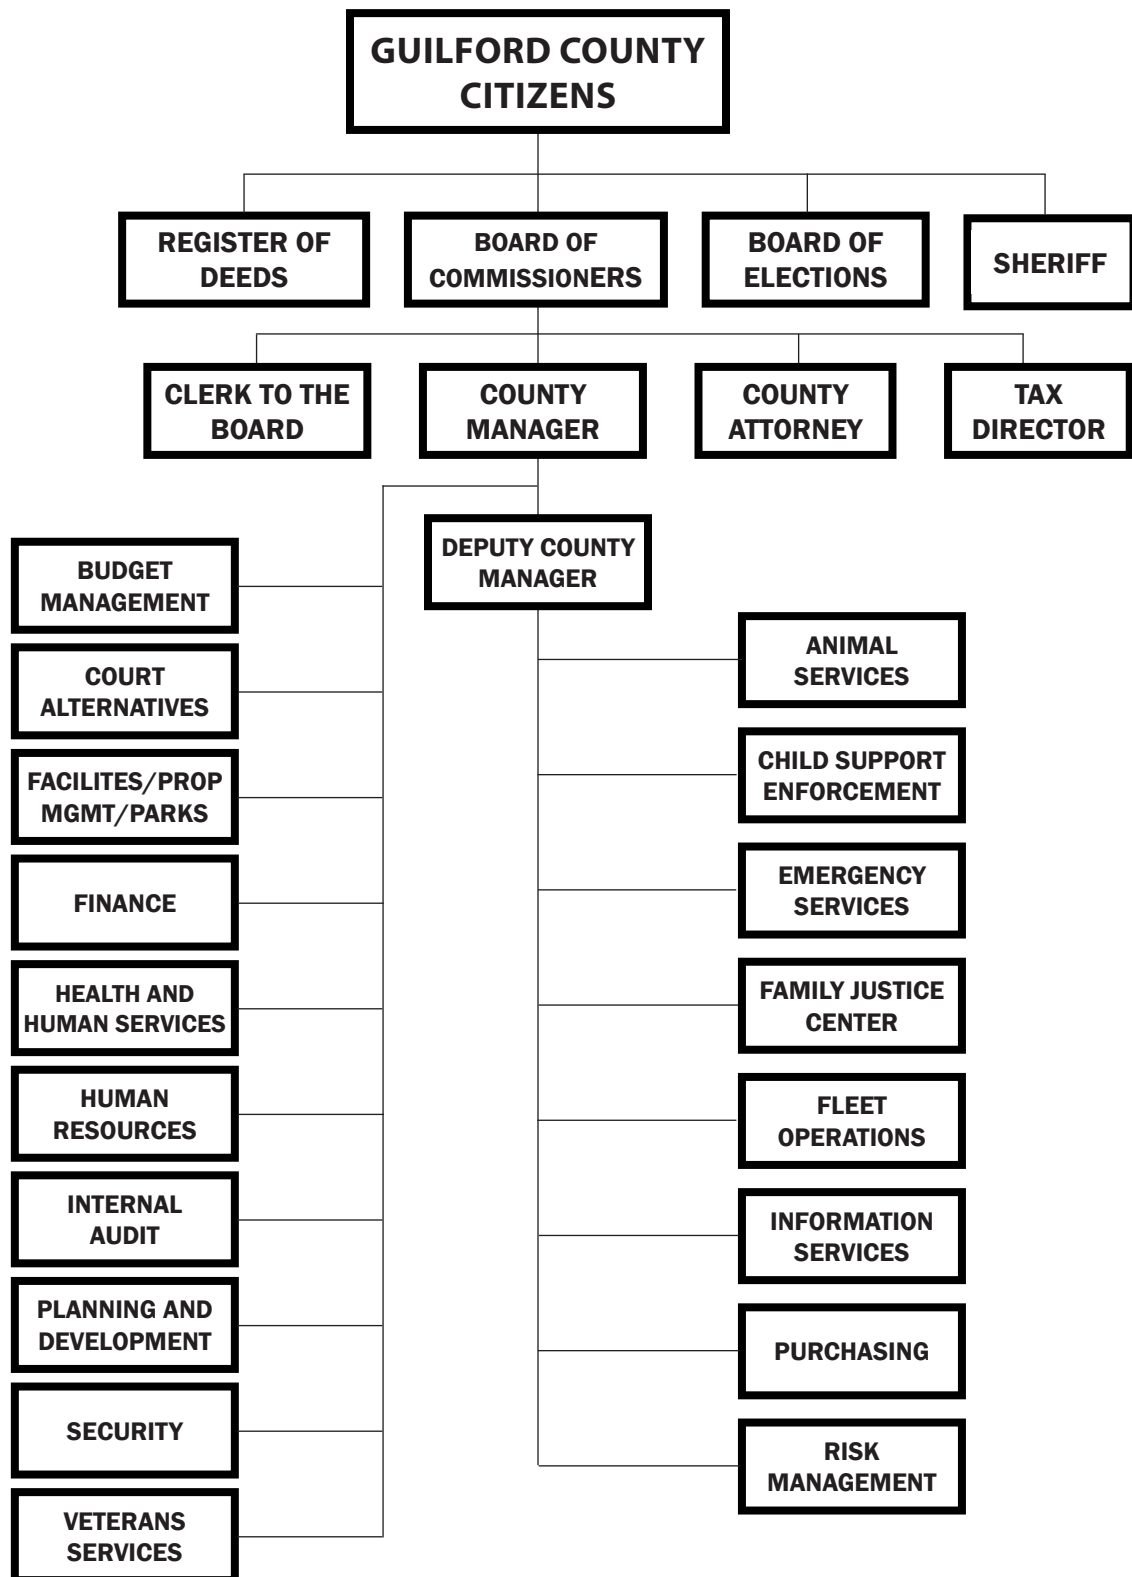 GUILFORD COUNTY
CITIZENS
REGISTER OF
DEEDS
BOARD OF
COMMISSIONERS
BOARD OF
ELECTIONS
SHERIFF
CLERK TO THE
BOARD
COUNTY
MANAGER
COUNTY
ATTORNEY
TAX
DIRECTOR
DEPUTY COUNTY
MANAGER
BUDGET
MANAGEMENT
COURT
ALTERNATIVES
FACILITES/PROP
MGMT/PARKS
FINANCE
HEALTH AND
HUMAN SERVICES
HUMAN
RESOURCES
INTERNAL
AUDIT
PLANNING AND
DEVELOPMENT
SECURITY
VETERANS
SERVICES
ANIMAL
SERVICES
CHILD SUPPORT
ENFORCEMENT
EMERGENCY
SERVICES
FAMILY JUSTICE
CENTER
FLEET
OPERATIONS
INFORMATION
SERVICES
PURCHASING
RISK
MANAGEMENT